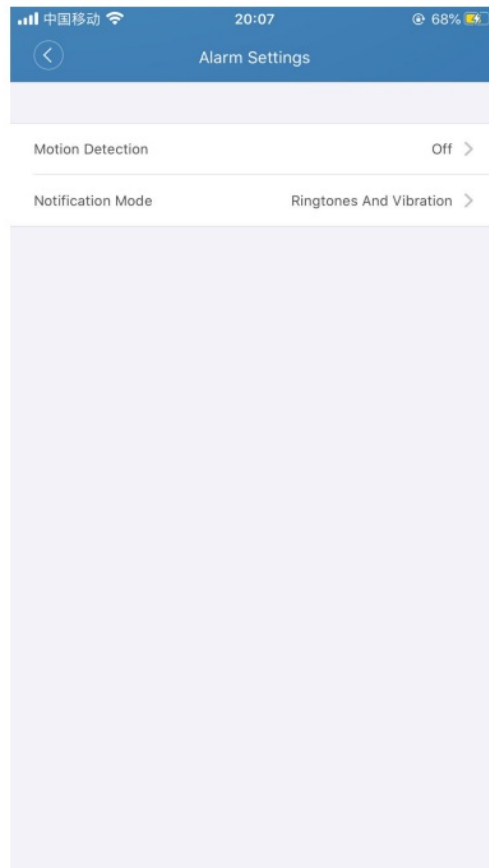 中国移动 20:07 68%
Alarm Settings
Motion Detection Off
Notification Mode Ringtones And Vibration